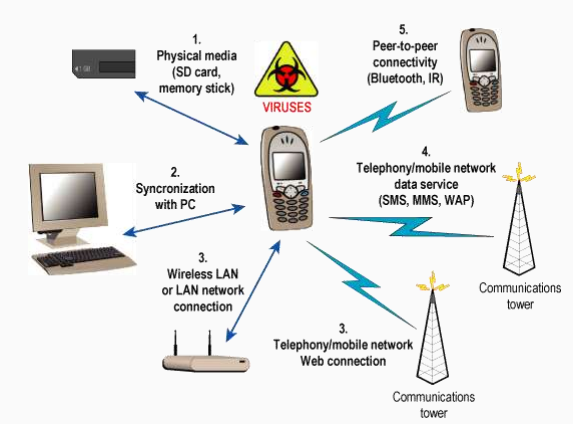 1.
Physical media
(SD card,
memory stick)
VIRUSES
5.
Peer-to-peer
connectivity
(Bluetooth, IR)
2.
Syncronization
with PC
4.
Telephony/mobile network
data service
(SMS, MMS, WAP)
3.
Wireless LAN
or LAN network
connection
Communications
tower
3.
Telephony/mobile network
Web connection
Communications
tower